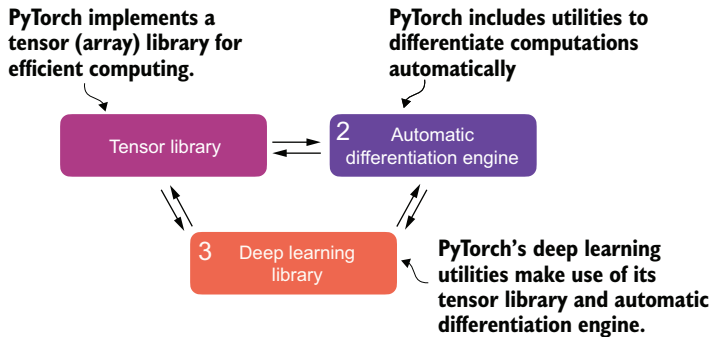 PyTorch implements a
tensor (array) library for
efficient computing.
PyTorch includes utilities to
differentiate computations
automatically
Tensor library
2 Automatic
differentiation engine
3 Deep learning
library
PyTorch's deep learning
utilities make use of its
tensor library and automatic
differentiation engine.